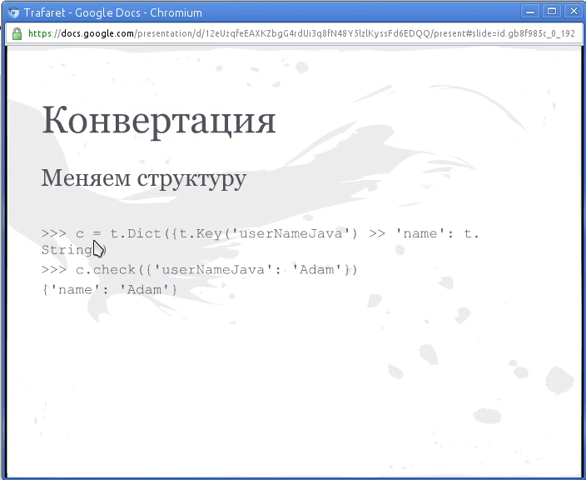 Trafaret - Google Docs - Chromium
https://docs.google.com/presentation/d/12eUzqfeEAXKZbgG4rdUi3q8fN48Y5lzlKyssFd6EDQQ/present#slide=id.gb8f985c_0_192
Конвертация
Меняем структуру
>>> c = t.Dict({t.Key('userNameJava') >> 'name': t.
String})
>>> c.check({'userNameJava': 'Adam'})
{'name': 'Adam'}